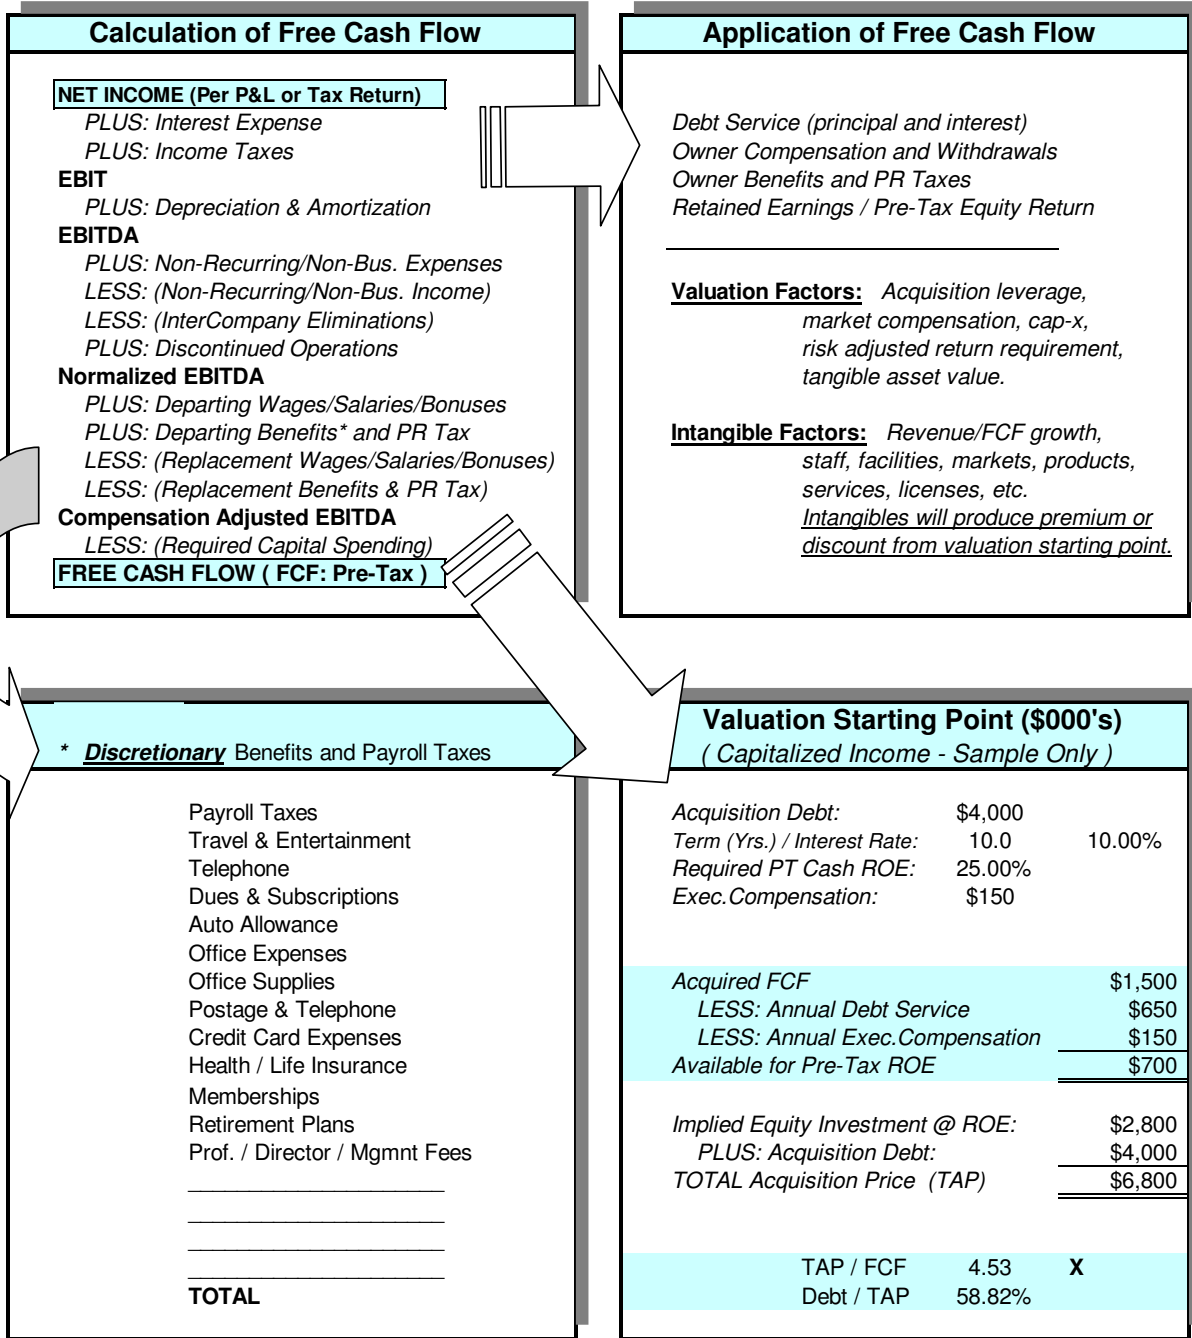 Calculation of Free Cash Flow
NET INCOME (Per P&L or Tax Return)
PLUS: Interest Expense
PLUS: Income Taxes
EBIT
PLUS: Depreciation & Amortization
EBITDA
PLUS: Non-Recurring/Non-Bus. Expenses
LESS: (Non-Recurring/Non-Bus. Income)
LESS: (InterCompany Eliminations)
PLUS: Discontinued Operations
Normalized EBITDA
PLUS: Departing Wages/Salaries/Bonuses
PLUS: Departing Benefits* and PR Tax
LESS: (Replacement Wages/Salaries/Bonuses)
LESS: (Replacement Benefits & PR Tax)
Compensation Adjusted EBITDA
LESS: (Required Capital Spending)
FREE CASH FLOW ( FCF: Pre-Tax )
Application of Free Cash Flow
Debt Service (principal and interest)
Owner Compensation and Withdrawals
Owner Benefits and PR Taxes
Retained Earnings / Pre-Tax Equity Return
Valuation Factors: Acquisition leverage,
market compensation, cap-x,
risk adjusted return requirement,
tangible asset value.
Intangible Factors: Revenue/FCF growth,
staff, facilities, markets, products,
services, licenses, etc.
Intangibles will produce premium or
discount from valuation starting point.
* Discretionary Benefits and Payroll Taxes
Payroll Taxes
Travel & Entertainment
Telephone
Dues & Subscriptions
Auto Allowance
Office Expenses
Office Supplies
Postage & Telephone
Credit Card Expenses
Health / Life Insurance
Memberships
Retirement Plans
Prof. / Director / Mgmnt Fees
TOTAL
Valuation Starting Point ($000's)
( Capitalized Income - Sample Only )
Acquisition Debt: $4,000
Term (Yrs.) / Interest Rate: 10.0 10.00%
Required PT Cash ROE: 25.00%
Exec.Compensation: $150
Acquired FCF $1,500
LESS: Annual Debt Service $650
LESS: Annual Exec.Compensation $150
Available for Pre-Tax ROE $700
Implied Equity Investment @ ROE: $2,800
PLUS: Acquisition Debt: $4,000
TOTAL Acquisition Price (TAP) $6,800
TAP / FCF 4.53 X
Debt / TAP 58.82%